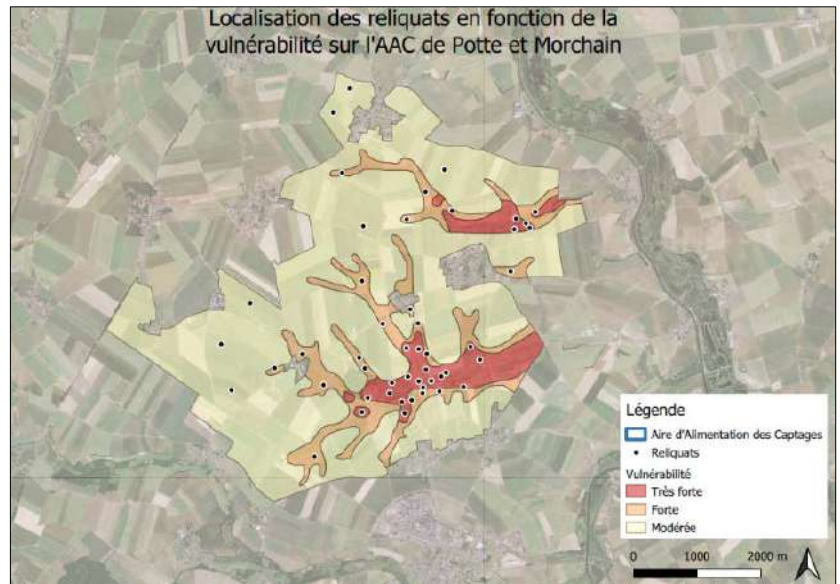 Localisation des reliquats en fonction de la
vulnérabilité sur l'AAC de Potte et Morchain
Légende
Aire d'Alimentation des Captages
Reliquats
Vulnérabilité
Très forte
Forte
Modérée
0 1000 2000 m